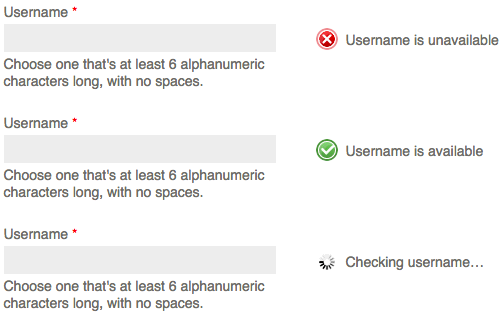 Username *
Username is unavailable
Choose one that's at least 6 alphanumeric
characters long, with no spaces.
Username *
Username is available
Choose one that's at least 6 alphanumeric
characters long, with no spaces.
Username *
Checking username…
Choose one that's at least 6 alphanumeric
characters long, with no spaces.